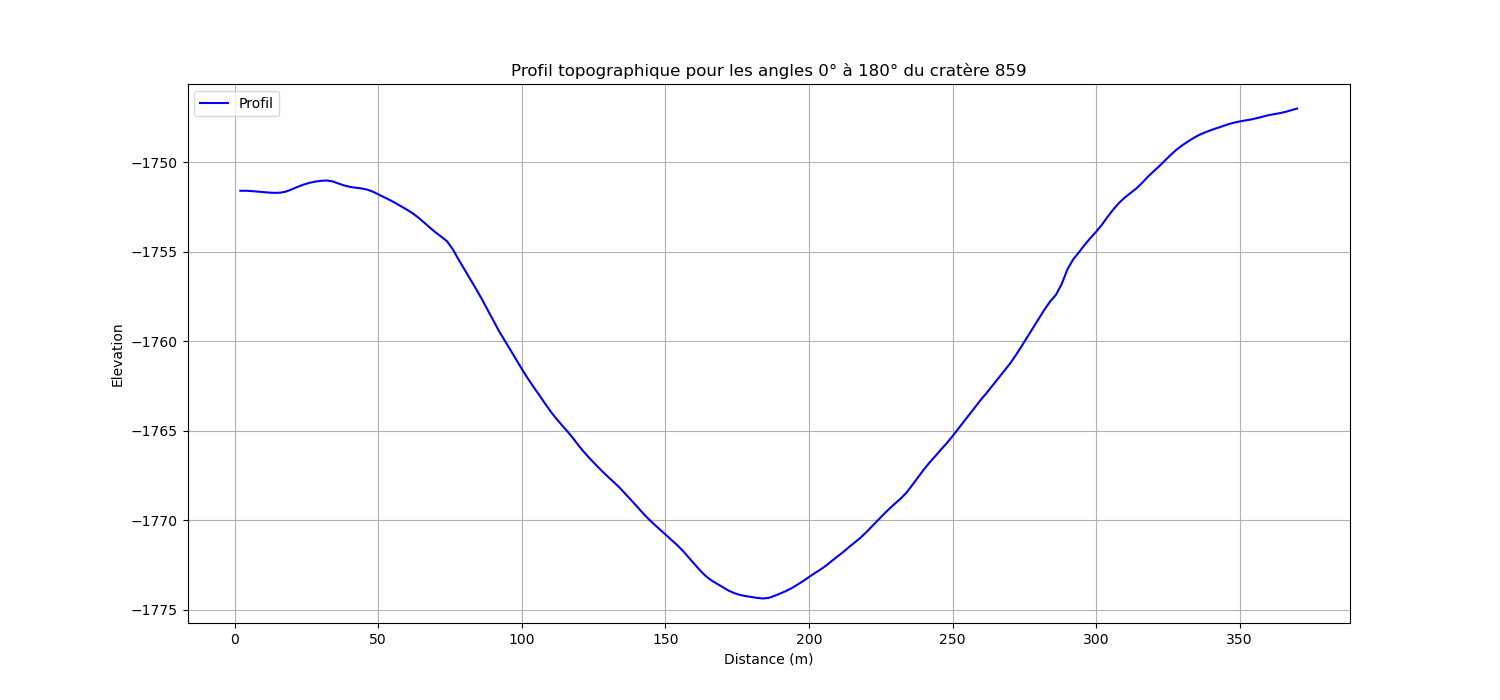 Profil topographique pour les angles 0° à 180° du cratère 859
Profil
−1750
−1755
−1760
−1765
−1770
−1775
Elevation
0 50 100 150 200 250 300 350
Distance (m)